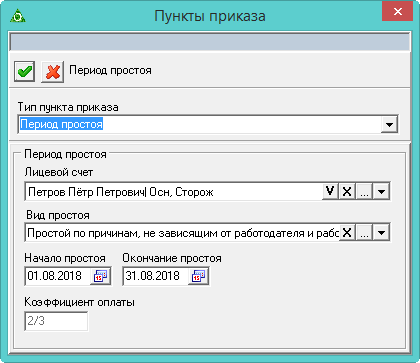 Пункты приказа
Период простоя
Тип пункта приказа
Период простоя
Период простоя
Лицевой счет
Петров Пётр Петрович| Осн, Сторож V X ...
Вид простоя
Простой по причинам, не зависящим от работодателя и рабо X ...
Начало простоя Окончание простоя
01.08.2018 31.08.2018
Коэффициент оплаты
2/3